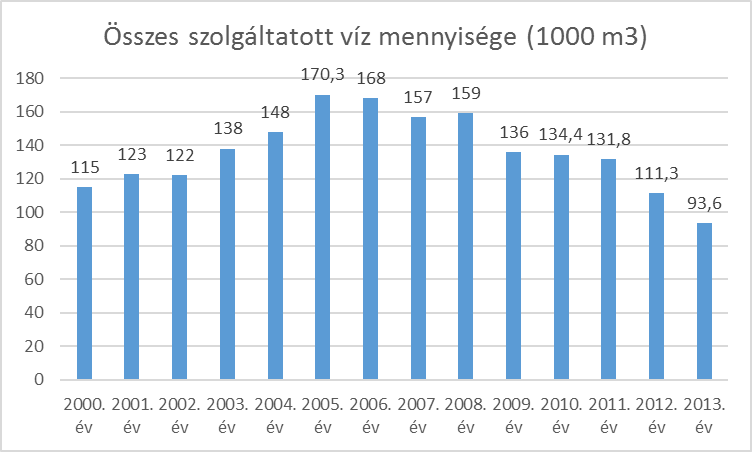 Összes szolgáltatott víz mennyisége (1000 m3)
180
160
140
120
100
80
60
40
20
0
115
123
122
138
148
170,3
168
157
159
136
134,4
131,8
111,3
93,6
2000. év
2001. év
2002. év
2003. év
2004. év
2005. év
2006. év
2007. év
2008. év
2009. év
2010. év
2011. év
2012. év
2013. év